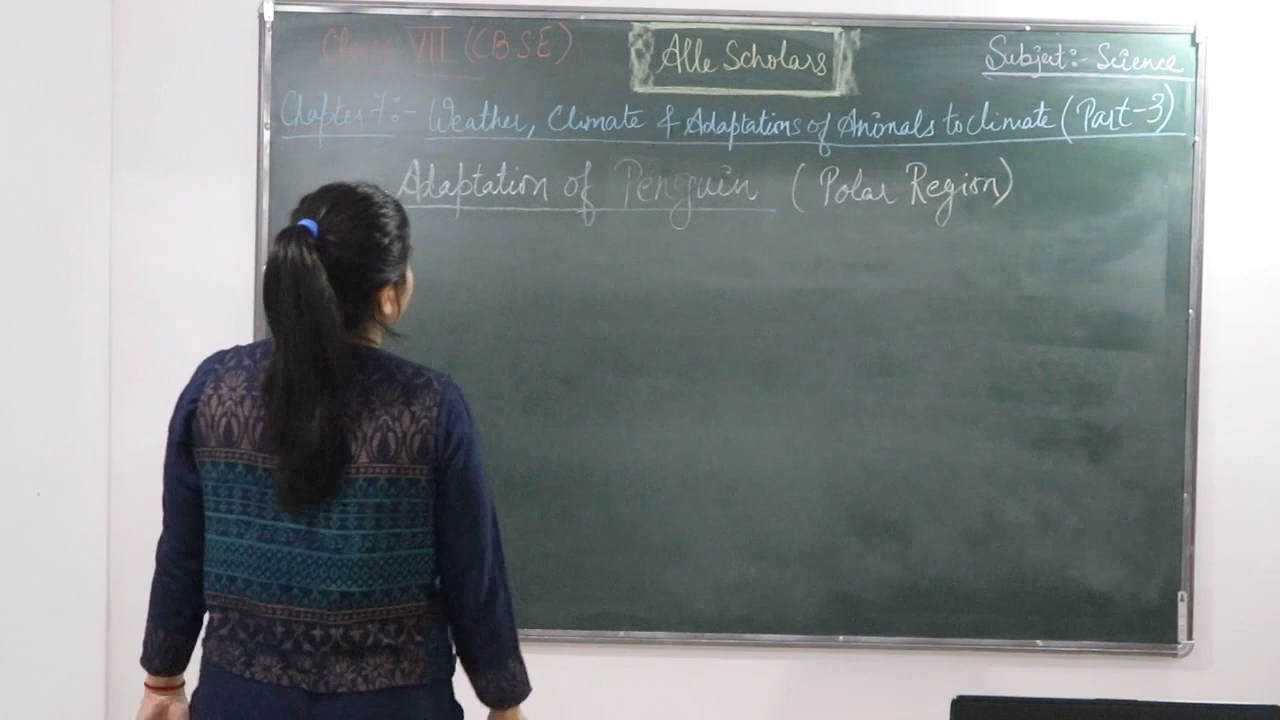 Class VII (CBSE)
Alle Scholars
Subject:- Science
Chapter 7:- Weather, Climate & Adaptations of Animals to climate (Part-3)
Adaptation of Penguin (Polar Region)